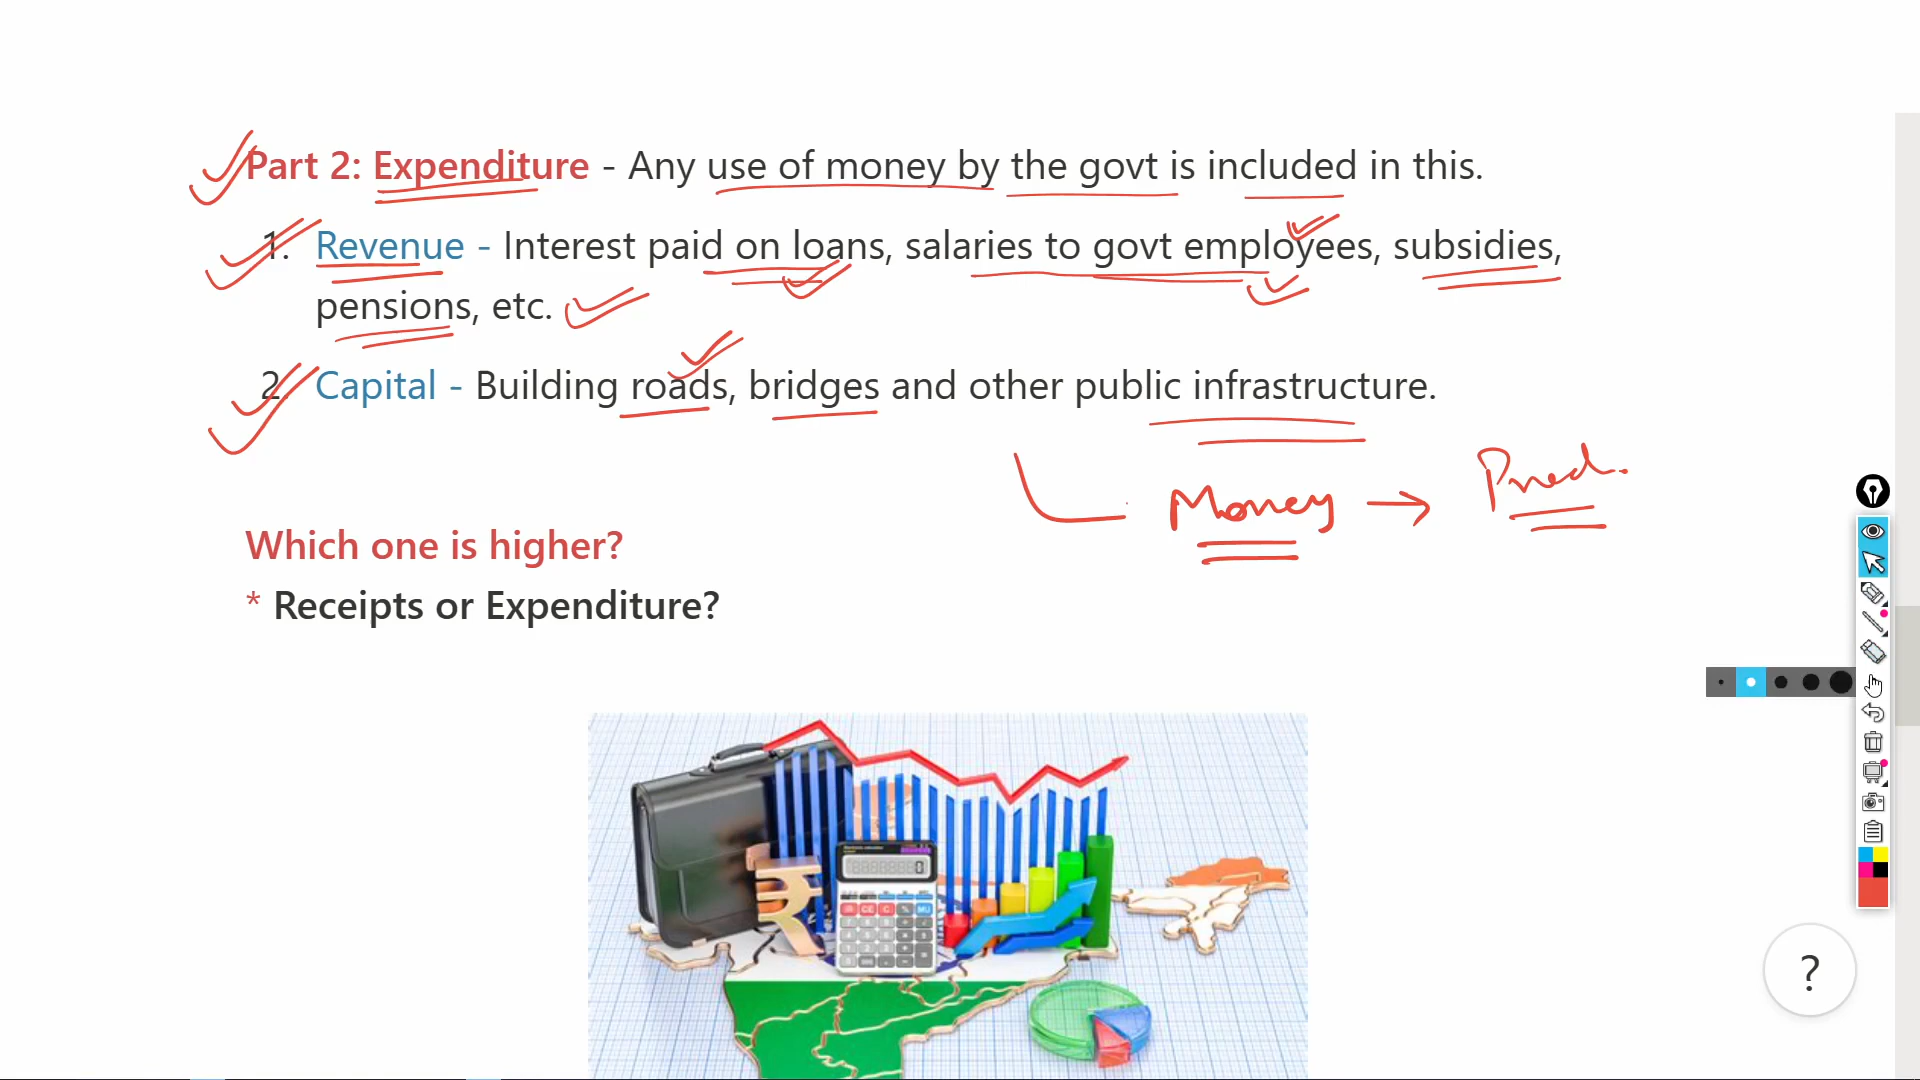 Part 2: Expenditure - Any use of money by the govt is included in this.
1. Revenue - Interest paid on loans, salaries to govt employees, subsidies,
pensions, etc.
2. Capital - Building roads, bridges and other public infrastructure.
Money → Prod.
Which one is higher?
* Receipts or Expenditure?
₹
?